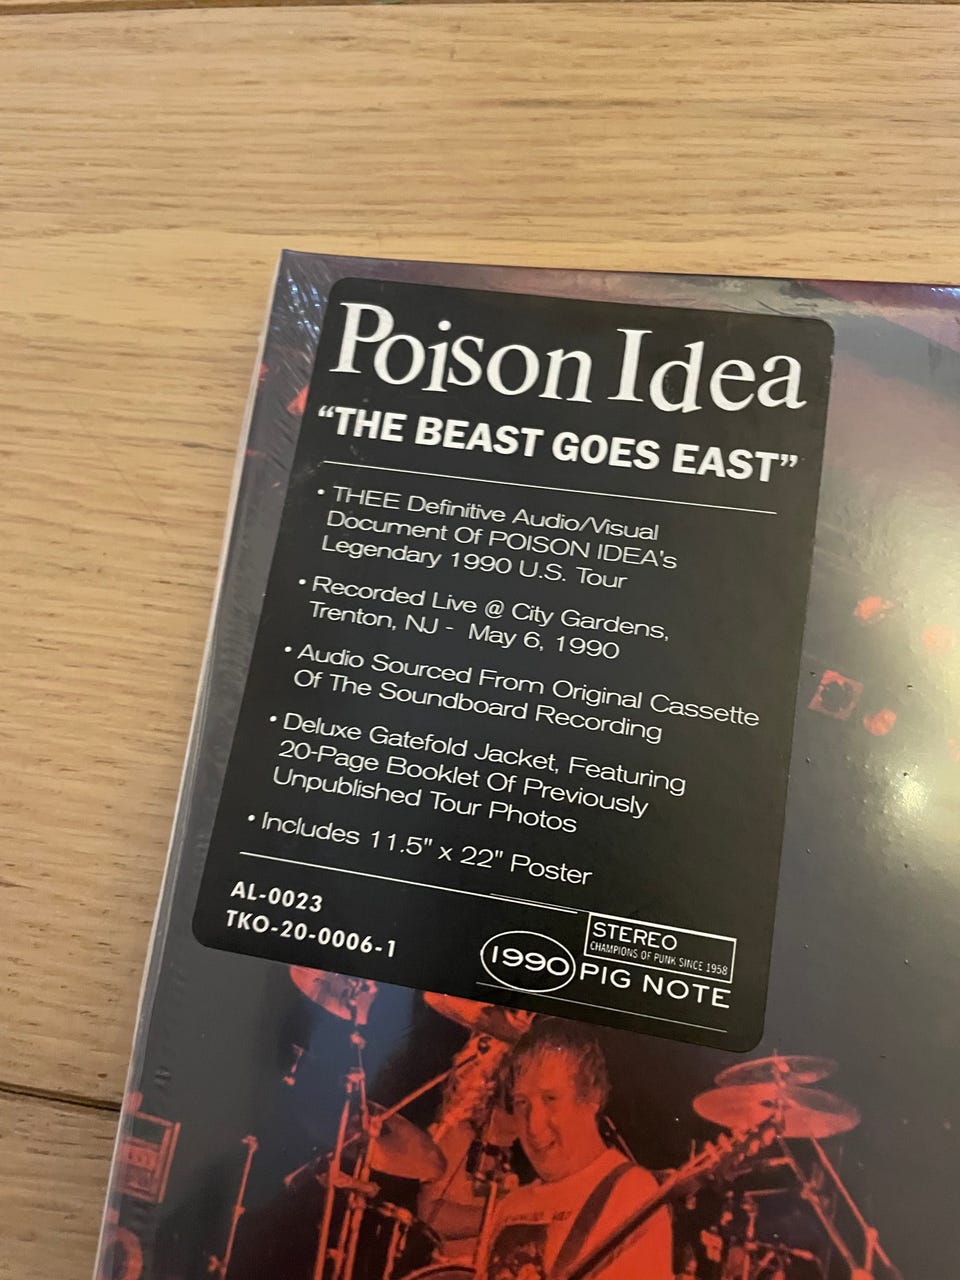 Poison Idea
“THE BEAST GOES EAST”
• THEE Definitive Audio/Visual
Document Of POISON IDEA's
Legendary 1990 U.S. Tour
• Recorded Live @ City Gardens,
Trenton, NJ - May 6, 1990
• Audio Sourced From Original Cassette
Of The Soundboard Recording
• Deluxe Gatefold Jacket, Featuring
20-Page Booklet Of Previously
Unpublished Tour Photos
• Includes 11.5" x 22" Poster
AL-0023
TKO-20-0006-1
STEREO
CHAMPIONS OF PUNK SINCE 1958
1990 PIG NOTE